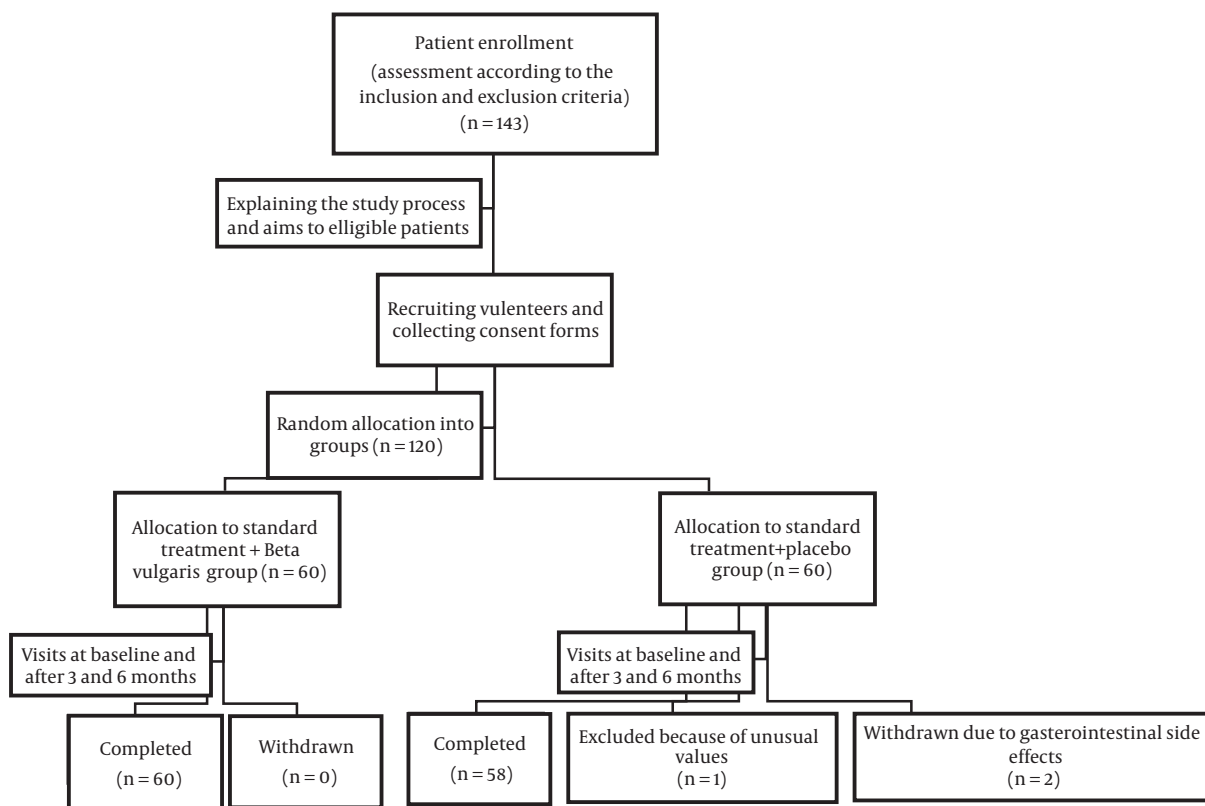 Patient enrollment
(assessment according to the
inclusion and exclusion criteria)
(n = 143)
Explaining the study process
and aims to elligible patients
Recruiting vulenteers and
collecting consent forms
Random allocation into
groups (n = 120)
Allocation to standard
treatment + Beta
vulgaris group (n = 60)
Allocation to standard
treatment+placebo
group (n = 60)
Visits at baseline and
after 3 and 6 months
Visits at baseline and
after 3 and 6 months
Completed
(n = 60)
Withdrawn
(n = 0)
Completed
(n = 58)
Excluded because of unusual
values
(n = 1)
Withdrawn due to gasterointestinal side
effects
(n = 2)